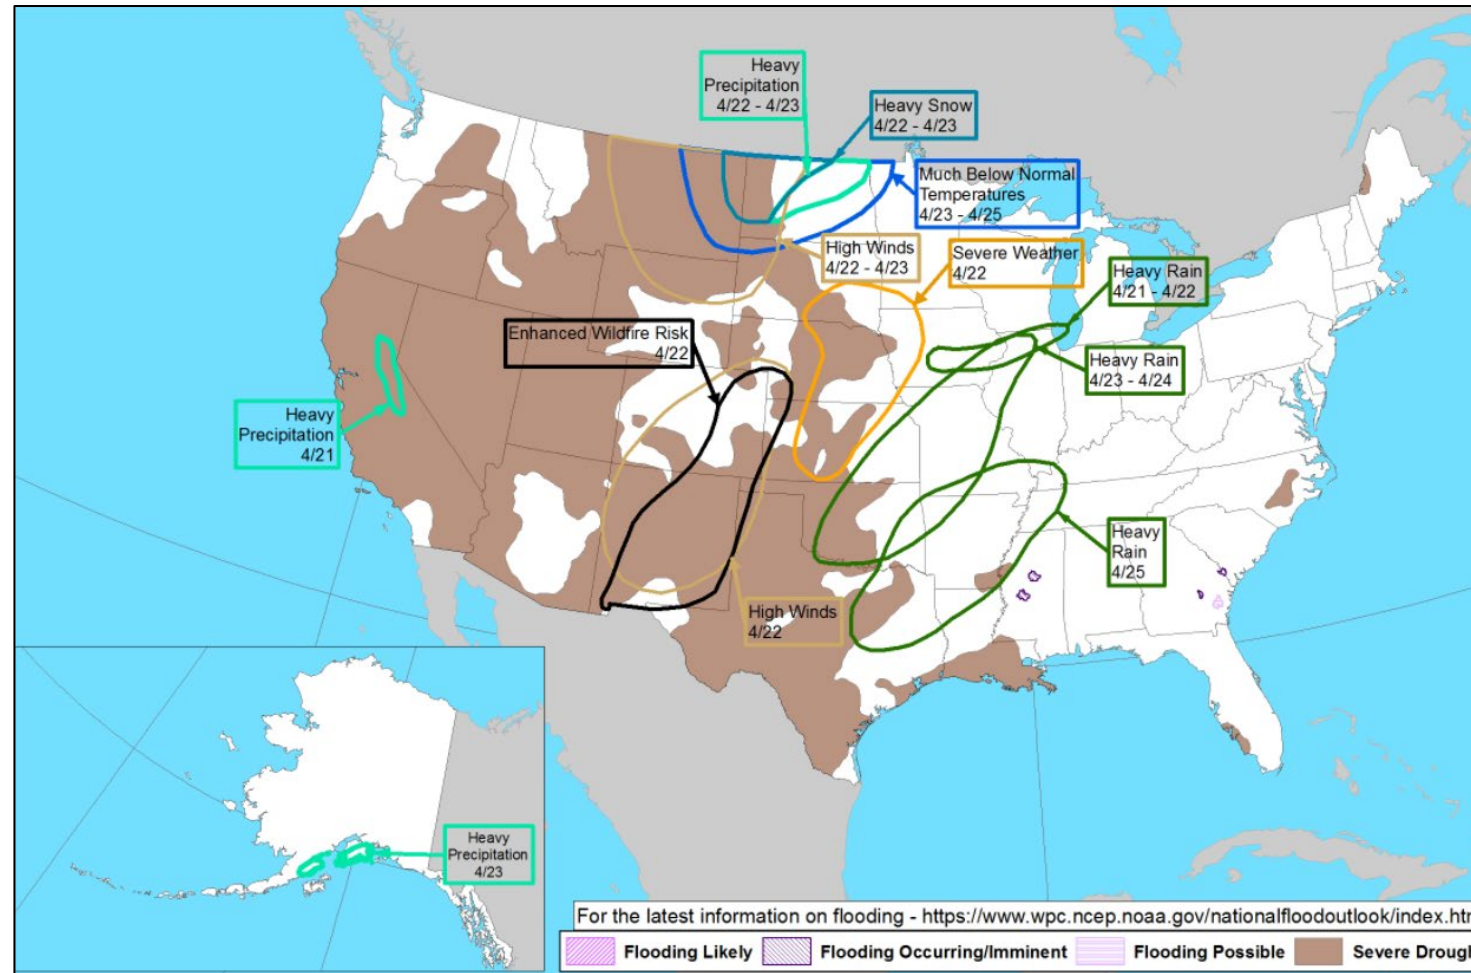 Heavy
Precipitation
4/22 - 4/23
Heavy Snow
4/22 - 4/23
Much Below Normal
Temperatures
4/23 - 4/25
High Winds
4/22 - 4/23
Severe Weather
4/22
Heavy Rain
4/21 - 4/22
Enhanced Wildfire Risk
4/22
Heavy Rain
4/23 - 4/24
Heavy
Precipitation
4/21
Heavy
Rain
4/25
High Winds
4/22
Heavy
Precipitation
4/23
For the latest information on flooding - https://www.wpc.ncep.noaa.gov/nationalfloodoutlook/index.htm
Flooding Likely
Flooding Occurring/Imminent
Flooding Possible
Severe Drough